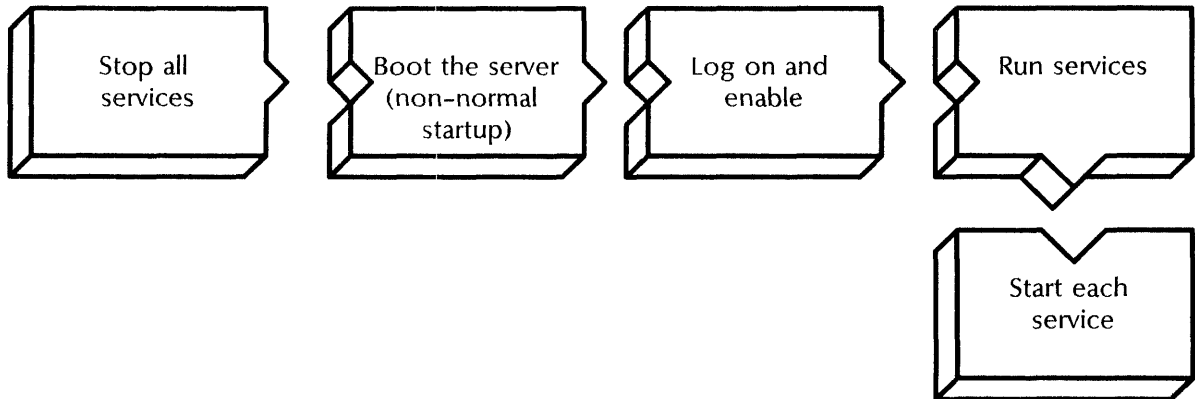 Stop all
services
Boot the server
(non-normal
startup)
Log on and
enable
Run services
Start each
service